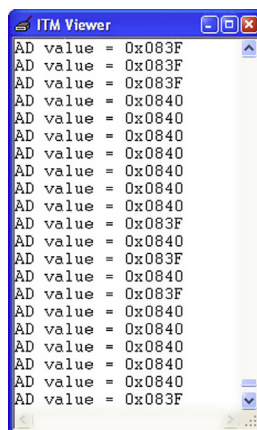 ITM Viewer
AD value = 0x083F
AD value = 0x083F
AD value = 0x083F
AD value = 0x0840
AD value = 0x0840
AD value = 0x0840
AD value = 0x0840
AD value = 0x0840
AD value = 0x0840
AD value = 0x0840
AD value = 0x083F
AD value = 0x0840
AD value = 0x083F
AD value = 0x0840
AD value = 0x083F
AD value = 0x0840
AD value = 0x0840
AD value = 0x0840
AD value = 0x0840
AD value = 0x0840
AD value = 0x083F